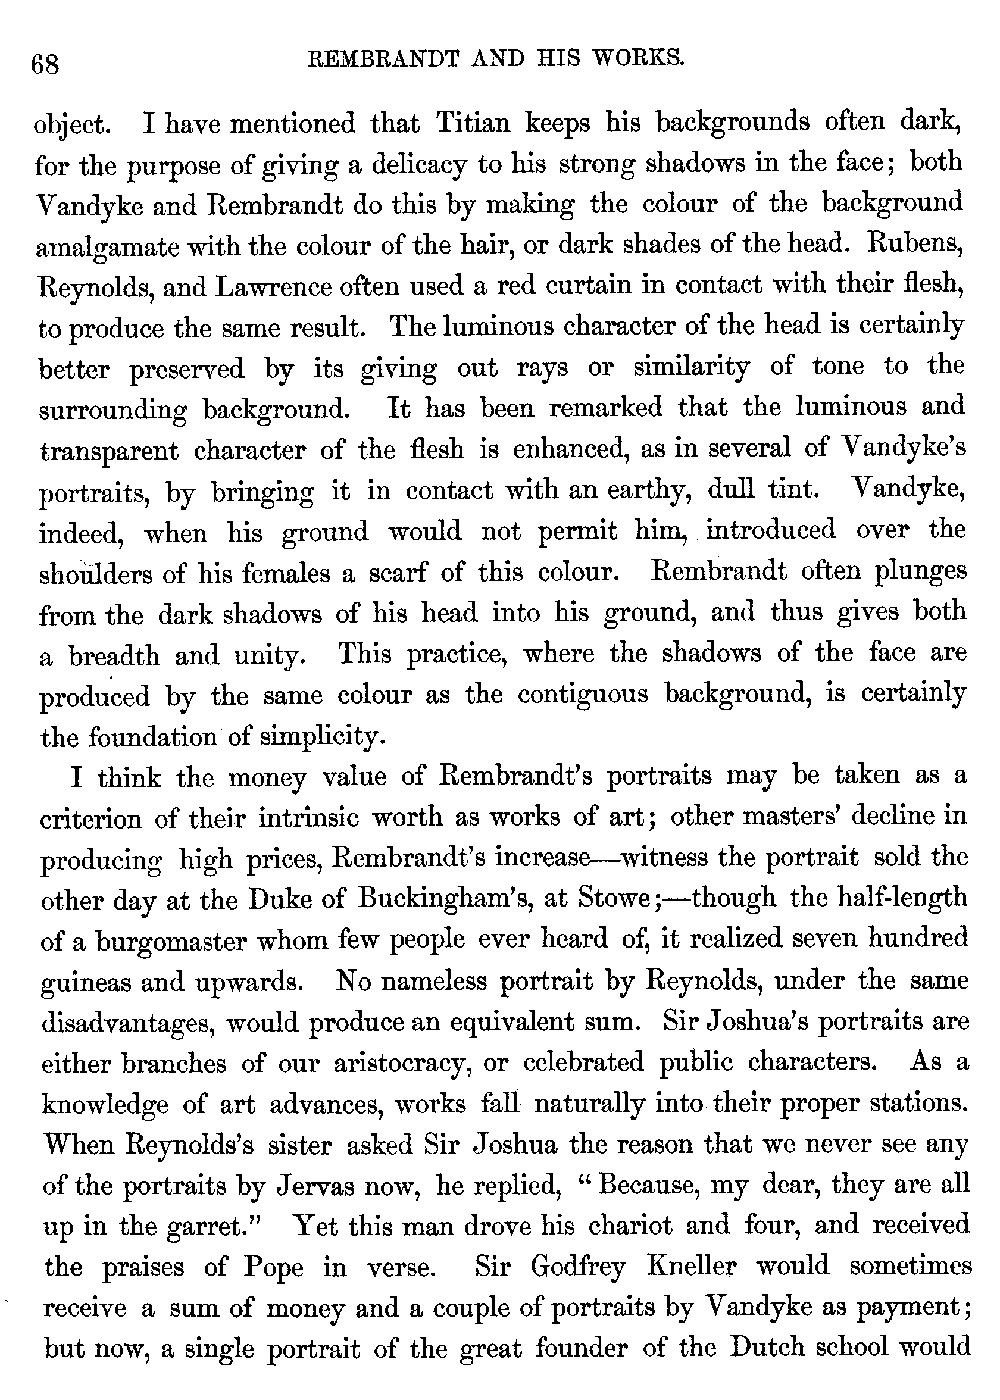 68 REMBRANDT AND HIS WORKS.
object. I have mentioned that Titian keeps his backgrounds often dark,
for the purpose of giving a delicacy to his strong shadows in the face; both
Vandyke and Rembrandt do this by making the colour of the background
amalgamate with the colour of the hair, or dark shades of the head. Rubens,
Reynolds, and Lawrence often used a red curtain in contact with their flesh,
to produce the same result. The luminous character of the head is certainly
better preserved by its giving out rays or similarity of tone to the
surrounding background. It has been remarked that the luminous and
transparent character of the flesh is enhanced, as in several of Vandyke's
portraits, by bringing it in contact with an earthy, dull tint. Vandyke,
indeed, when his ground would not permit him, introduced over the
shoulders of his females a scarf of this colour. Rembrandt often plunges
from the dark shadows of his head into his ground, and thus gives both
a breadth and unity. This practice, where the shadows of the face are
produced by the same colour as the contiguous background, is certainly
the foundation of simplicity.
I think the money value of Rembrandt's portraits may be taken as a
criterion of their intrinsic worth as works of art; other masters' decline in
producing high prices, Rembrandt's increase—witness the portrait sold the
other day at the Duke of Buckingham's, at Stowe;—though the half-length
of a burgomaster whom few people ever heard of, it realized seven hundred
guineas and upwards. No nameless portrait by Reynolds, under the same
disadvantages, would produce an equivalent sum. Sir Joshua's portraits are
either branches of our aristocracy, or celebrated public characters. As a
knowledge of art advances, works fall naturally into their proper stations.
When Reynolds's sister asked Sir Joshua the reason that we never see any
of the portraits by Jervas now, he replied, "Because, my dear, they are all
up in the garret." Yet this man drove his chariot and four, and received
the praises of Pope in verse. Sir Godfrey Kneller would sometimes
receive a sum of money and a couple of portraits by Vandyke as payment;
but now, a single portrait of the great founder of the Dutch school would